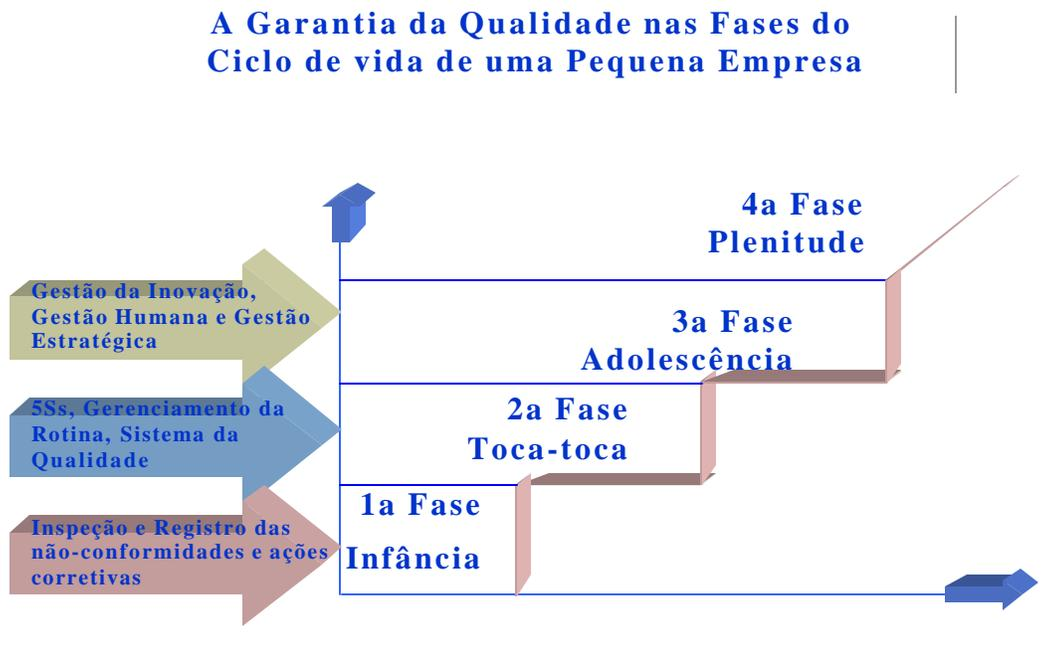 A Garantia da Qualidade nas Fases do
Ciclo de vida de uma Pequena Empresa
4a Fase
Plenitude
Gestão da Inovação,
Gestão Humana e Gestão
Estratégica
3a Fase
Adolescência
5Ss, Gerenciamento da
Rotina, Sistema da
Qualidade
2a Fase
Toca-toca
Inspeção e Registro das
não-conformidades e ações
corretivas
1a Fase
Infância